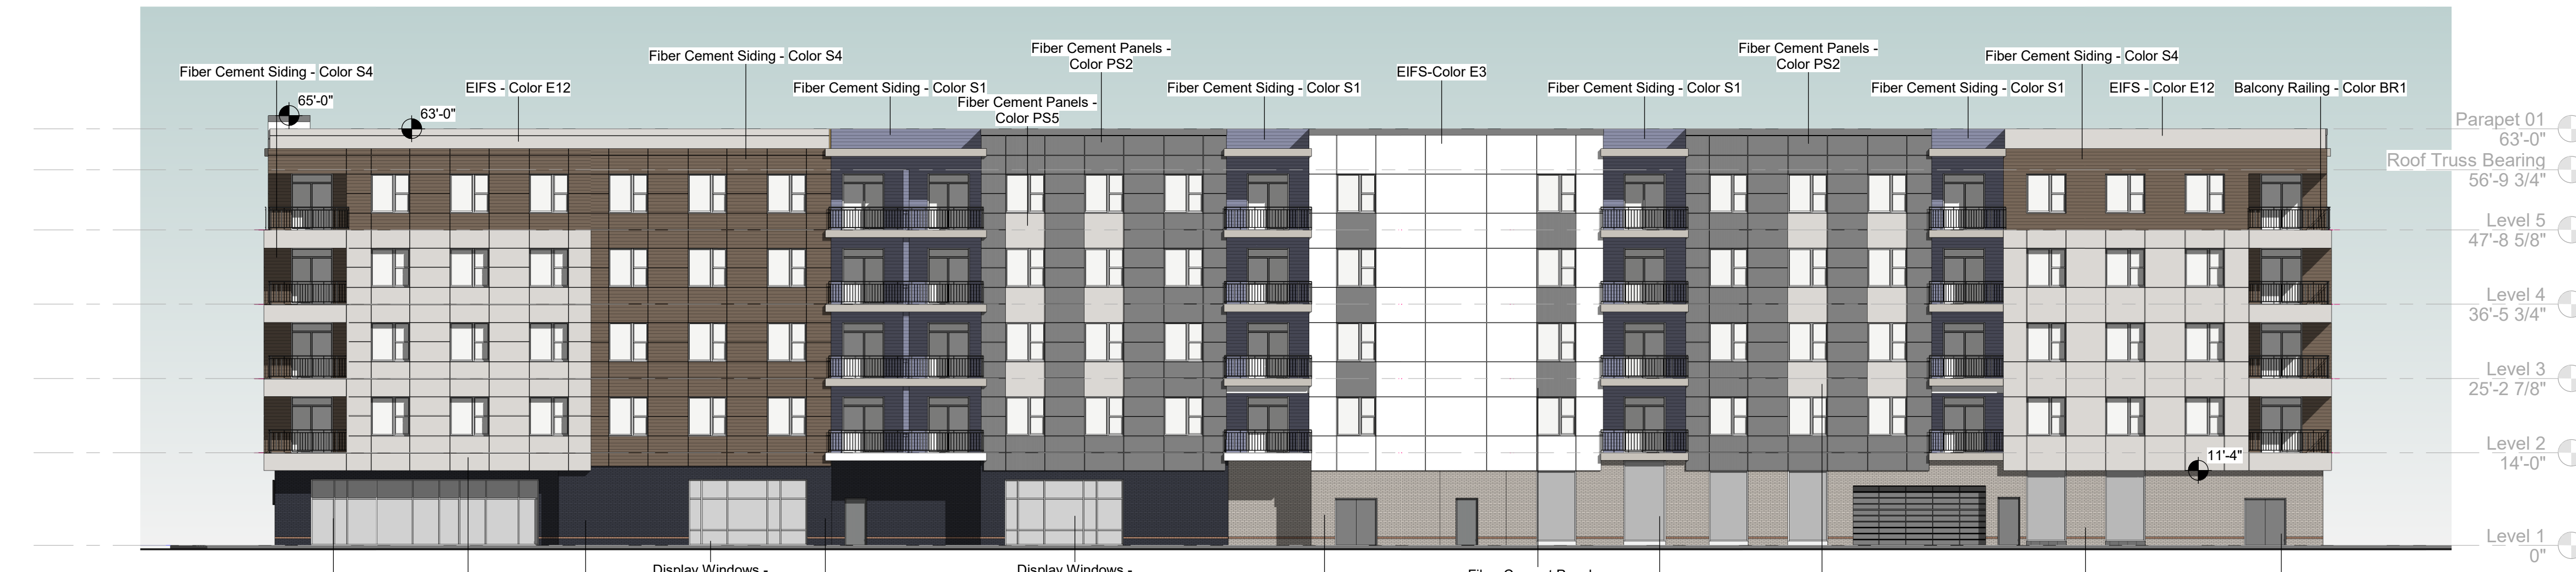 Fiber Cement Panels -
Color PS2
Fiber Cement Panels -
Color PS2
Fiber Cement Siding - Color S4
Fiber Cement Siding - Color S4
Fiber Cement Siding - Color S4
EIFS-Color E3
EIFS - Color E12
Fiber Cement Siding - Color S1
Fiber Cement Panels -
Color PS5
Fiber Cement Siding - Color S1
Fiber Cement Siding - Color S1
Fiber Cement Siding - Color S1
EIFS - Color E12
Balcony Railing - Color BR1
65'-0"
63'-0"
Parapet 01
63'-0"
Roof Truss Bearing
56'-9 3/4"
Level 5
47'-8 5/8"
Level 4
36'-5 3/4"
Level 3
25'-2 7/8"
Level 2
14'-0"
11'-4"
Level 1
0"
Display Windows -
Display Windows -
Fiber Cement Panels